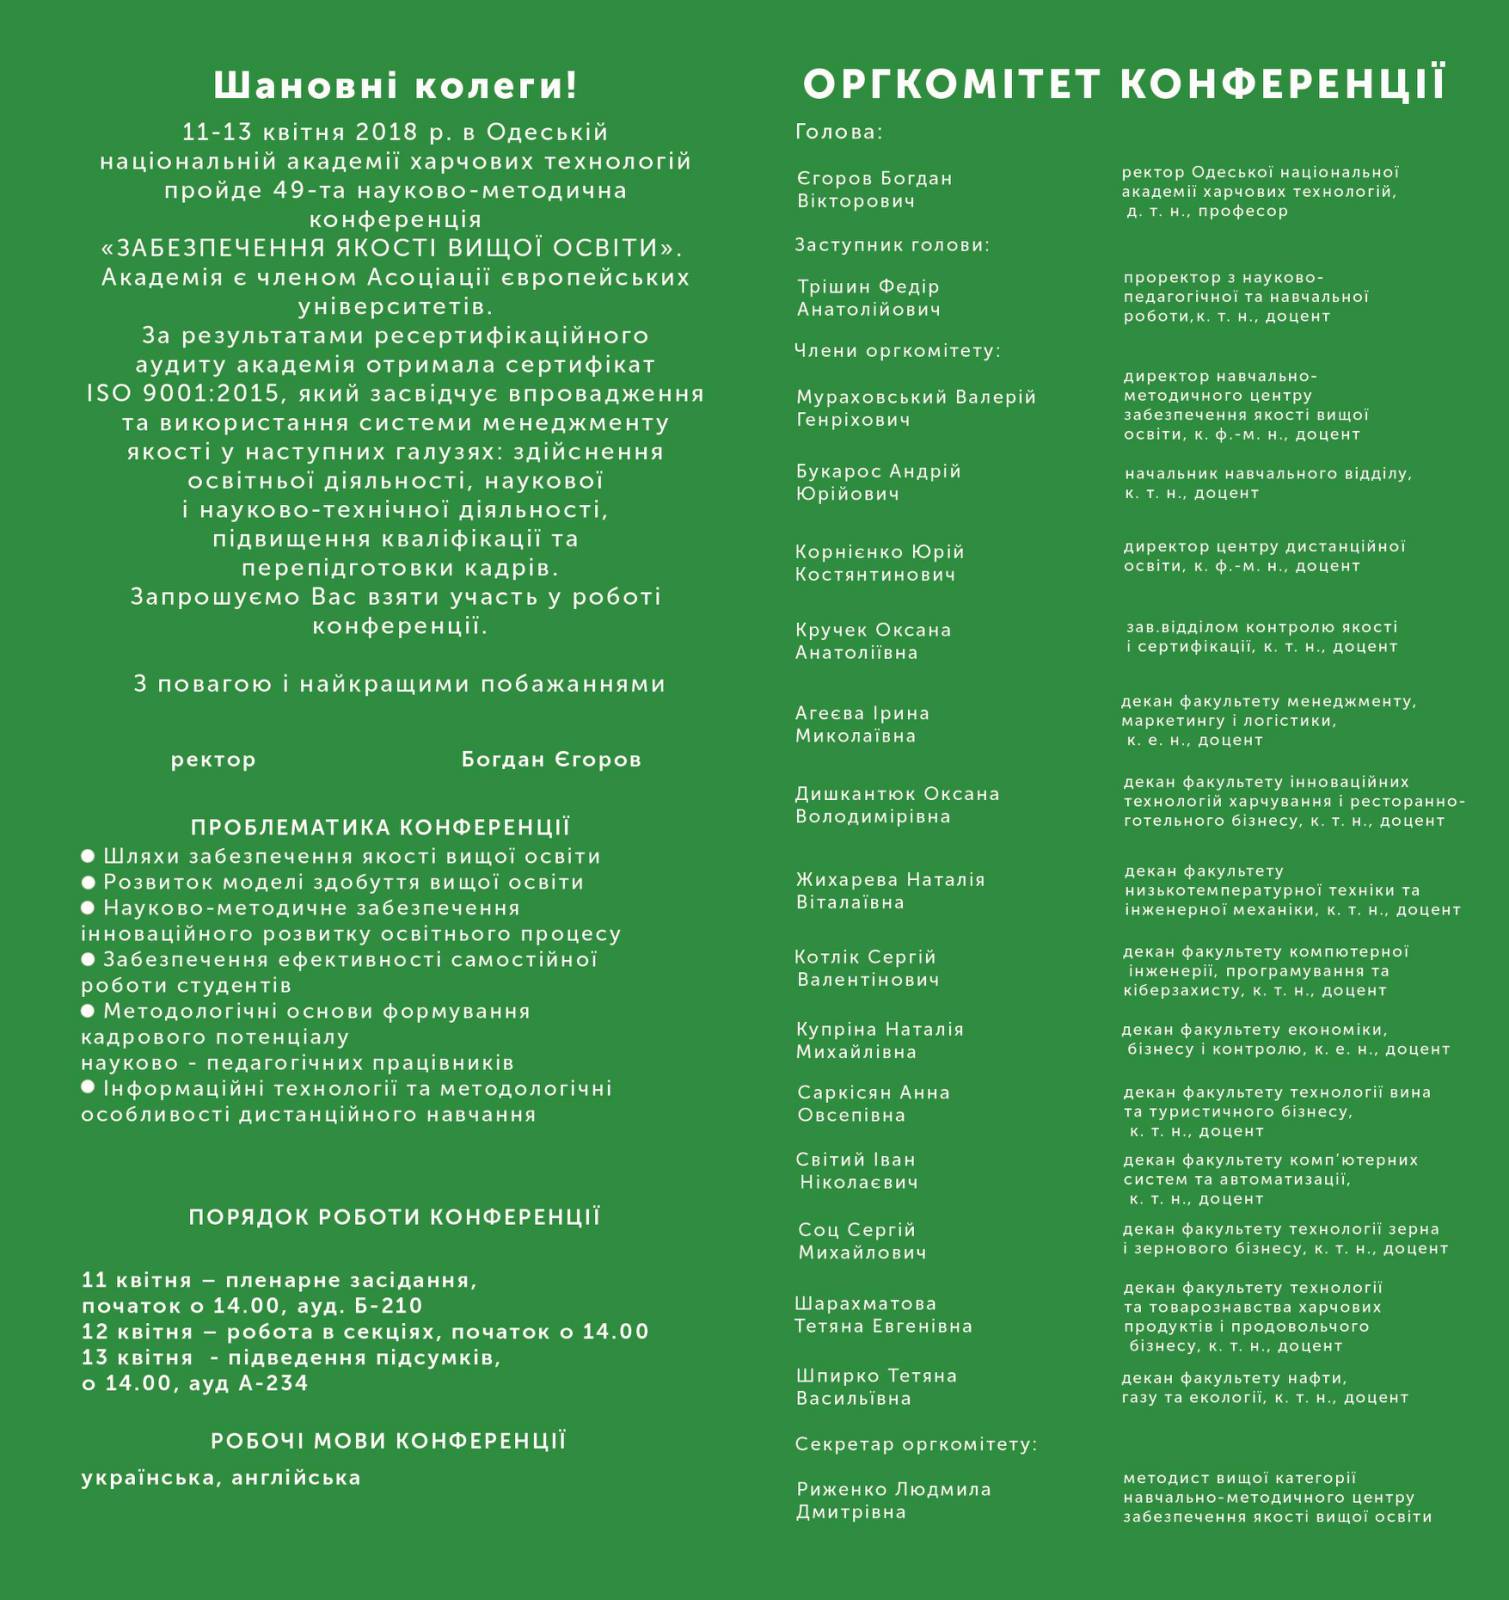 Шановні колеги!
11-13 квітня 2018 р. в Одеській
національній академії харчових технологій
пройде 49-та науково-методична
конференція
«ЗАБЕЗПЕЧЕННЯ ЯКОСТІ ВИЩОЇ ОСВІТИ».
Академія є членом Асоціації європейських
університетів.
За результатами ресертифікаційного
аудиту академія отримала сертифікат
ISO 9001:2015, який засвідчує впровадження
та використання системи менеджменту
якості у наступних галузях: здійснення
освітньої діяльності, наукової
і науково-технічної діяльності,
підвищення кваліфікації та
перепідготовки кадрів.
Запрошуємо Вас взяти участь у роботі
конференції.
З повагою і найкращими побажаннями
ректор Богдан Єгоров
ПРОБЛЕМАТИКА КОНФЕРЕНЦІЇ
● Шляхи забезпечення якості вищої освіти
● Розвиток моделі здобуття вищої освіти
● Науково-методичне забезпечення
інноваційного розвитку освітнього процесу
● Забезпечення ефективності самостійної
роботи студентів
● Методологічні основи формування
кадрового потенціалу
науково - педагогічних працівників
● Інформаційні технології та методологічні
особливості дистанційного навчання
ПОРЯДОК РОБОТИ КОНФЕРЕНЦІЇ
11 квітня – пленарне засідання,
початок о 14.00, ауд. Б-210
12 квітня – робота в секціях, початок о 14.00
13 квітня - підведення підсумків,
о 14.00, ауд А-234
РОБОЧІ МОВИ КОНФЕРЕНЦІЇ
українська, англійська
ОРГКОМІТЕТ КОНФЕРЕНЦІЇ
Голова:
Єгоров Богдан
Вікторович
ректор Одеської національної
академії харчових технологій,
д. т. н., професор
Заступник голови:
Трішин Федір
Анатолійович
проректор з науково-
педагогічної та навчальної
роботи,к. т. н., доцент
Члени оргкомітету:
Мураховський Валерій
Генріхович
директор навчально-
методичного центру
забезпечення якості вищої
освіти, к. ф.-м. н., доцент
Букарос Андрій
Юрійович
начальник навчального відділу,
к. т. н., доцент
Корнієнко Юрій
Костянтинович
директор центру дистанційної
освіти, к. ф.-м. н., доцент
Кручек Оксана
Анатоліївна
зав.відділом контролю якості
і сертифікації, к. т. н., доцент
Агеєва Ірина
Миколаївна
декан факультету менеджменту,
маркетингу і логістики,
к. е. н., доцент
Дишкантюк Оксана
Володимірівна
декан факультету інноваційних
технологій харчування і ресторанно-
готельного бізнесу, к. т. н., доцент
Жихарева Наталія
Віталаївна
декан факультету
низькотемпературної техніки та
інженерної механіки, к. т. н., доцент
Котлік Сергій
Валентінович
декан факультету компютерної
інженерії, програмування та
кіберзахисту, к. т. н., доцент
Купріна Наталія
Михайлівна
декан факультету економіки,
бізнесу і контролю, к. е. н., доцент
Саркісян Анна
Овсепівна
декан факультету технології вина
та туристичного бізнесу,
к. т. н., доцент
Світий Іван
Ніколаєвич
декан факультету комп’ютерних
систем та автоматизації,
к. т. н., доцент
Соц Сергій
Михайлович
декан факультету технології зерна
і зернового бізнесу, к. т. н., доцент
Шарахматова
Тетяна Евгенівна
декан факультету технології
та товарознавства харчових
продуктів і продовольчого
бізнесу, к. т. н., доцент
Шпирко Тетяна
Васильївна
декан факультету нафти,
газу та екології, к. т. н., доцент
Секретар оргкомітету:
Риженко Людмила
Дмитрівна
методист вищої категорії
навчально-методичного центру
забезпечення якості вищої освіти